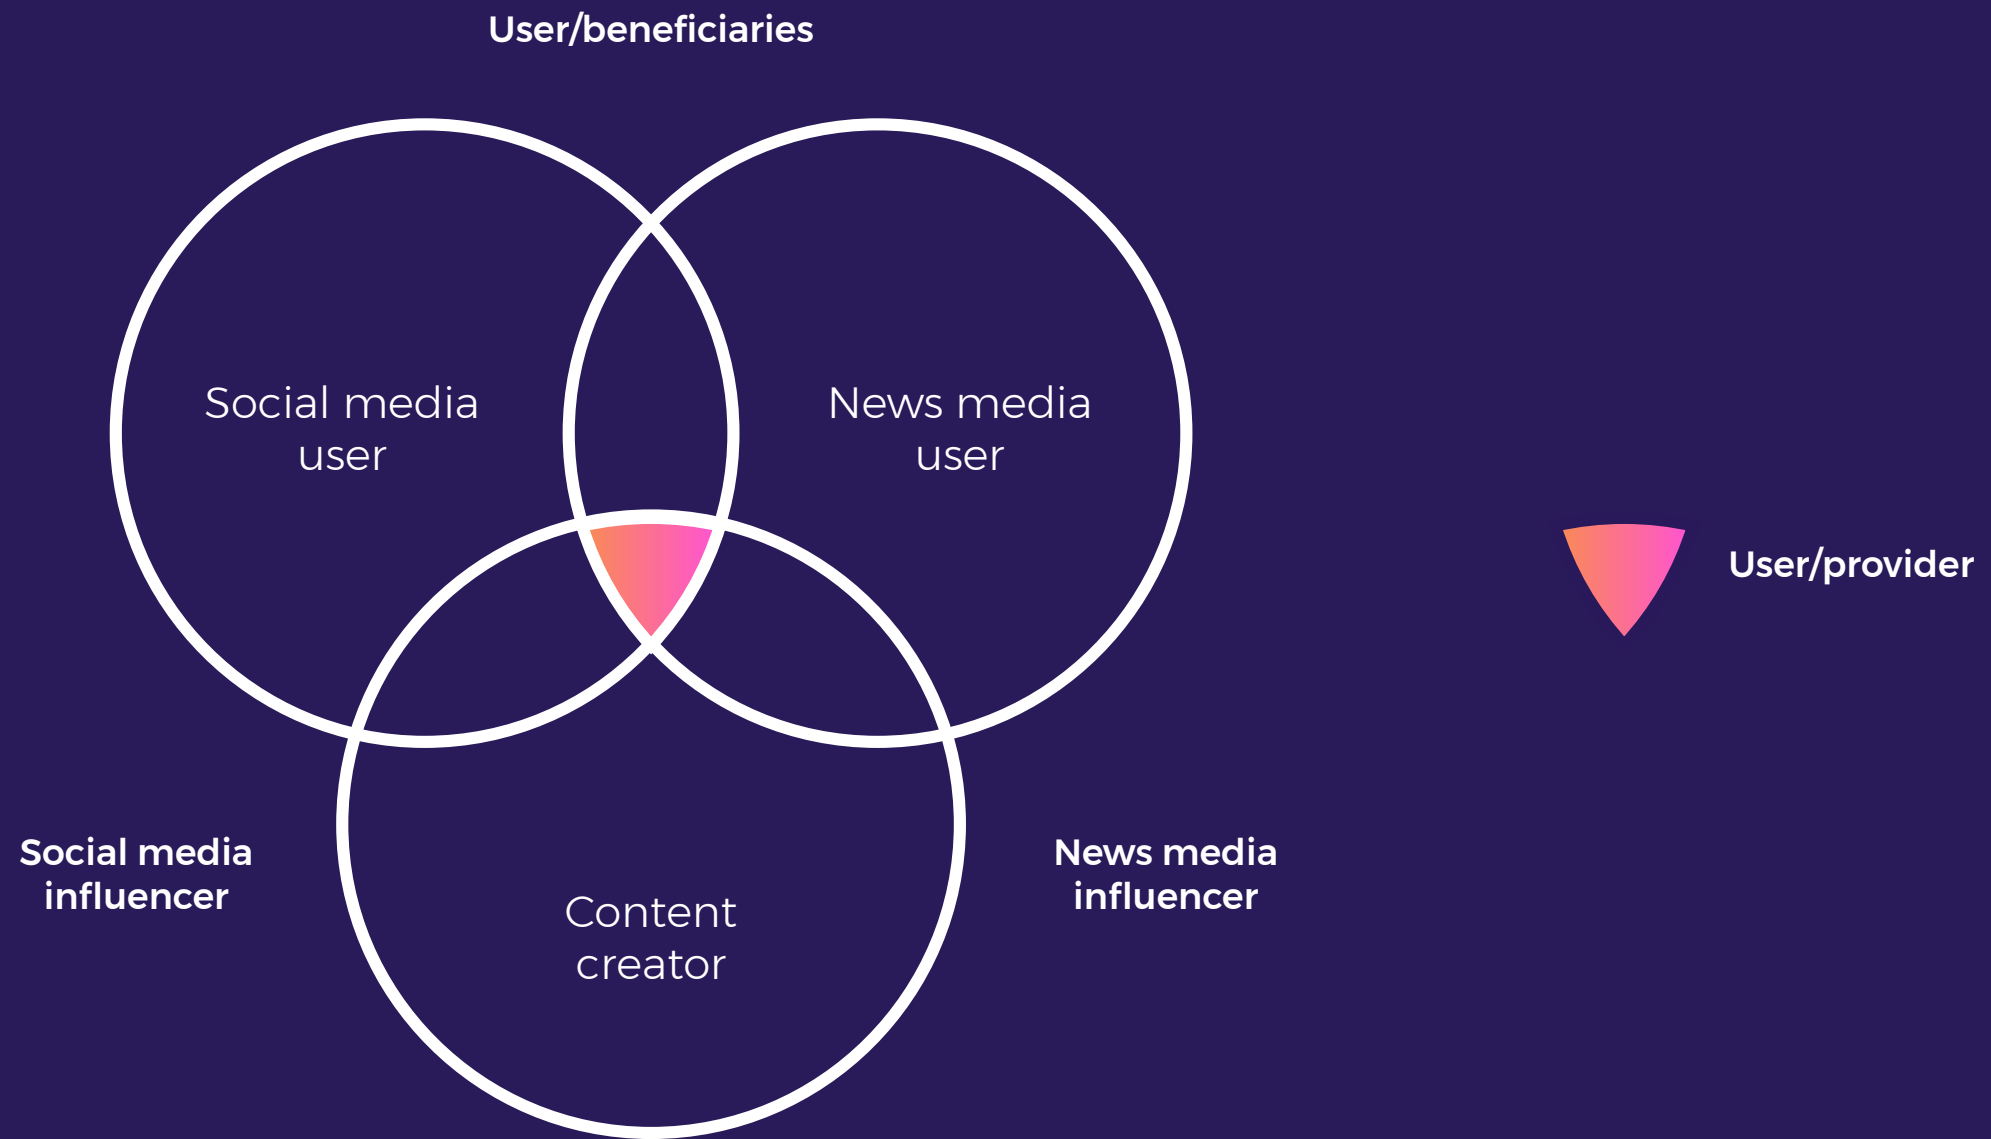 User/beneficiaries
Social media
user
News media
user
User/provider
Social media
influencer
News media
influencer
Content
creator